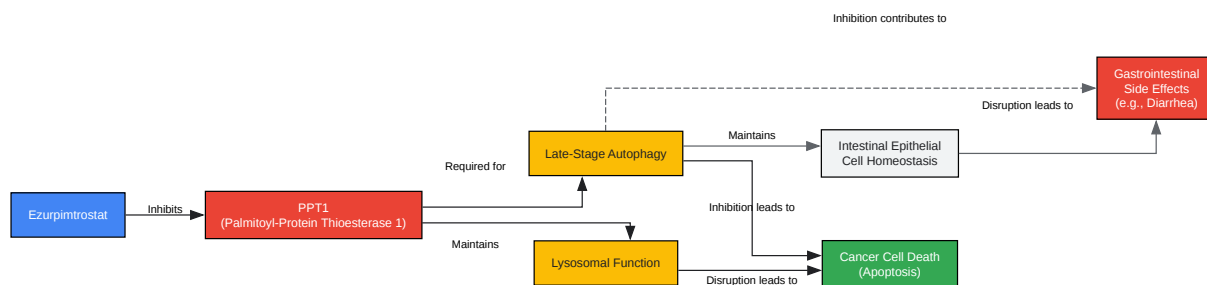 Inhibition contributes to
Gastrointestinal
Side Effects
(e.g., Diarrhea)
Disruption leads to
Maintains
Intestinal Epithelial
Cell Homeostasis
Late-Stage Autophagy
Required for
Ezurpimtrostat
Inhibits
PPT1
(Palmitoyl-Protein Thioesterase 1)
Inhibition leads to
Maintains
Lysosomal Function
Disruption leads to
Cancer Cell Death
(Apoptosis)